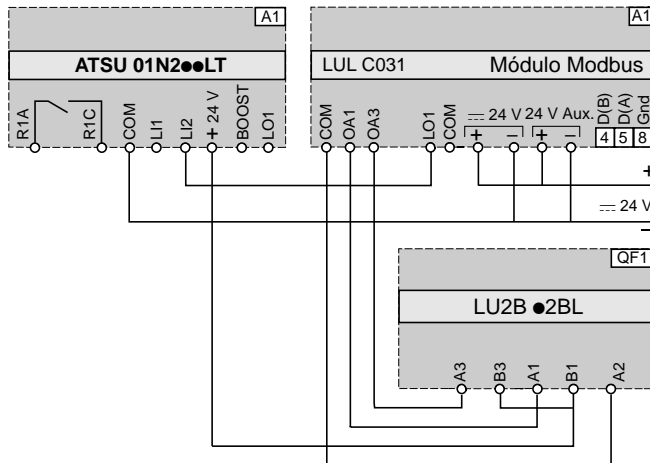 A1
ATSU 01N2●●LT
R1A
R1C
COM
LI1
LI2
+ 24 V
BOOST
LO1
A1
LUL C031 Módulo Modbus
COM
OA1
OA3
LO1
COM
24 V 24 V Aux.
+ – + –
D(B)
D(A)
Gnd
4 5 8
+
24 V
–
QF1
LU2B ●2BL
A3
B3
A1
B1
A2